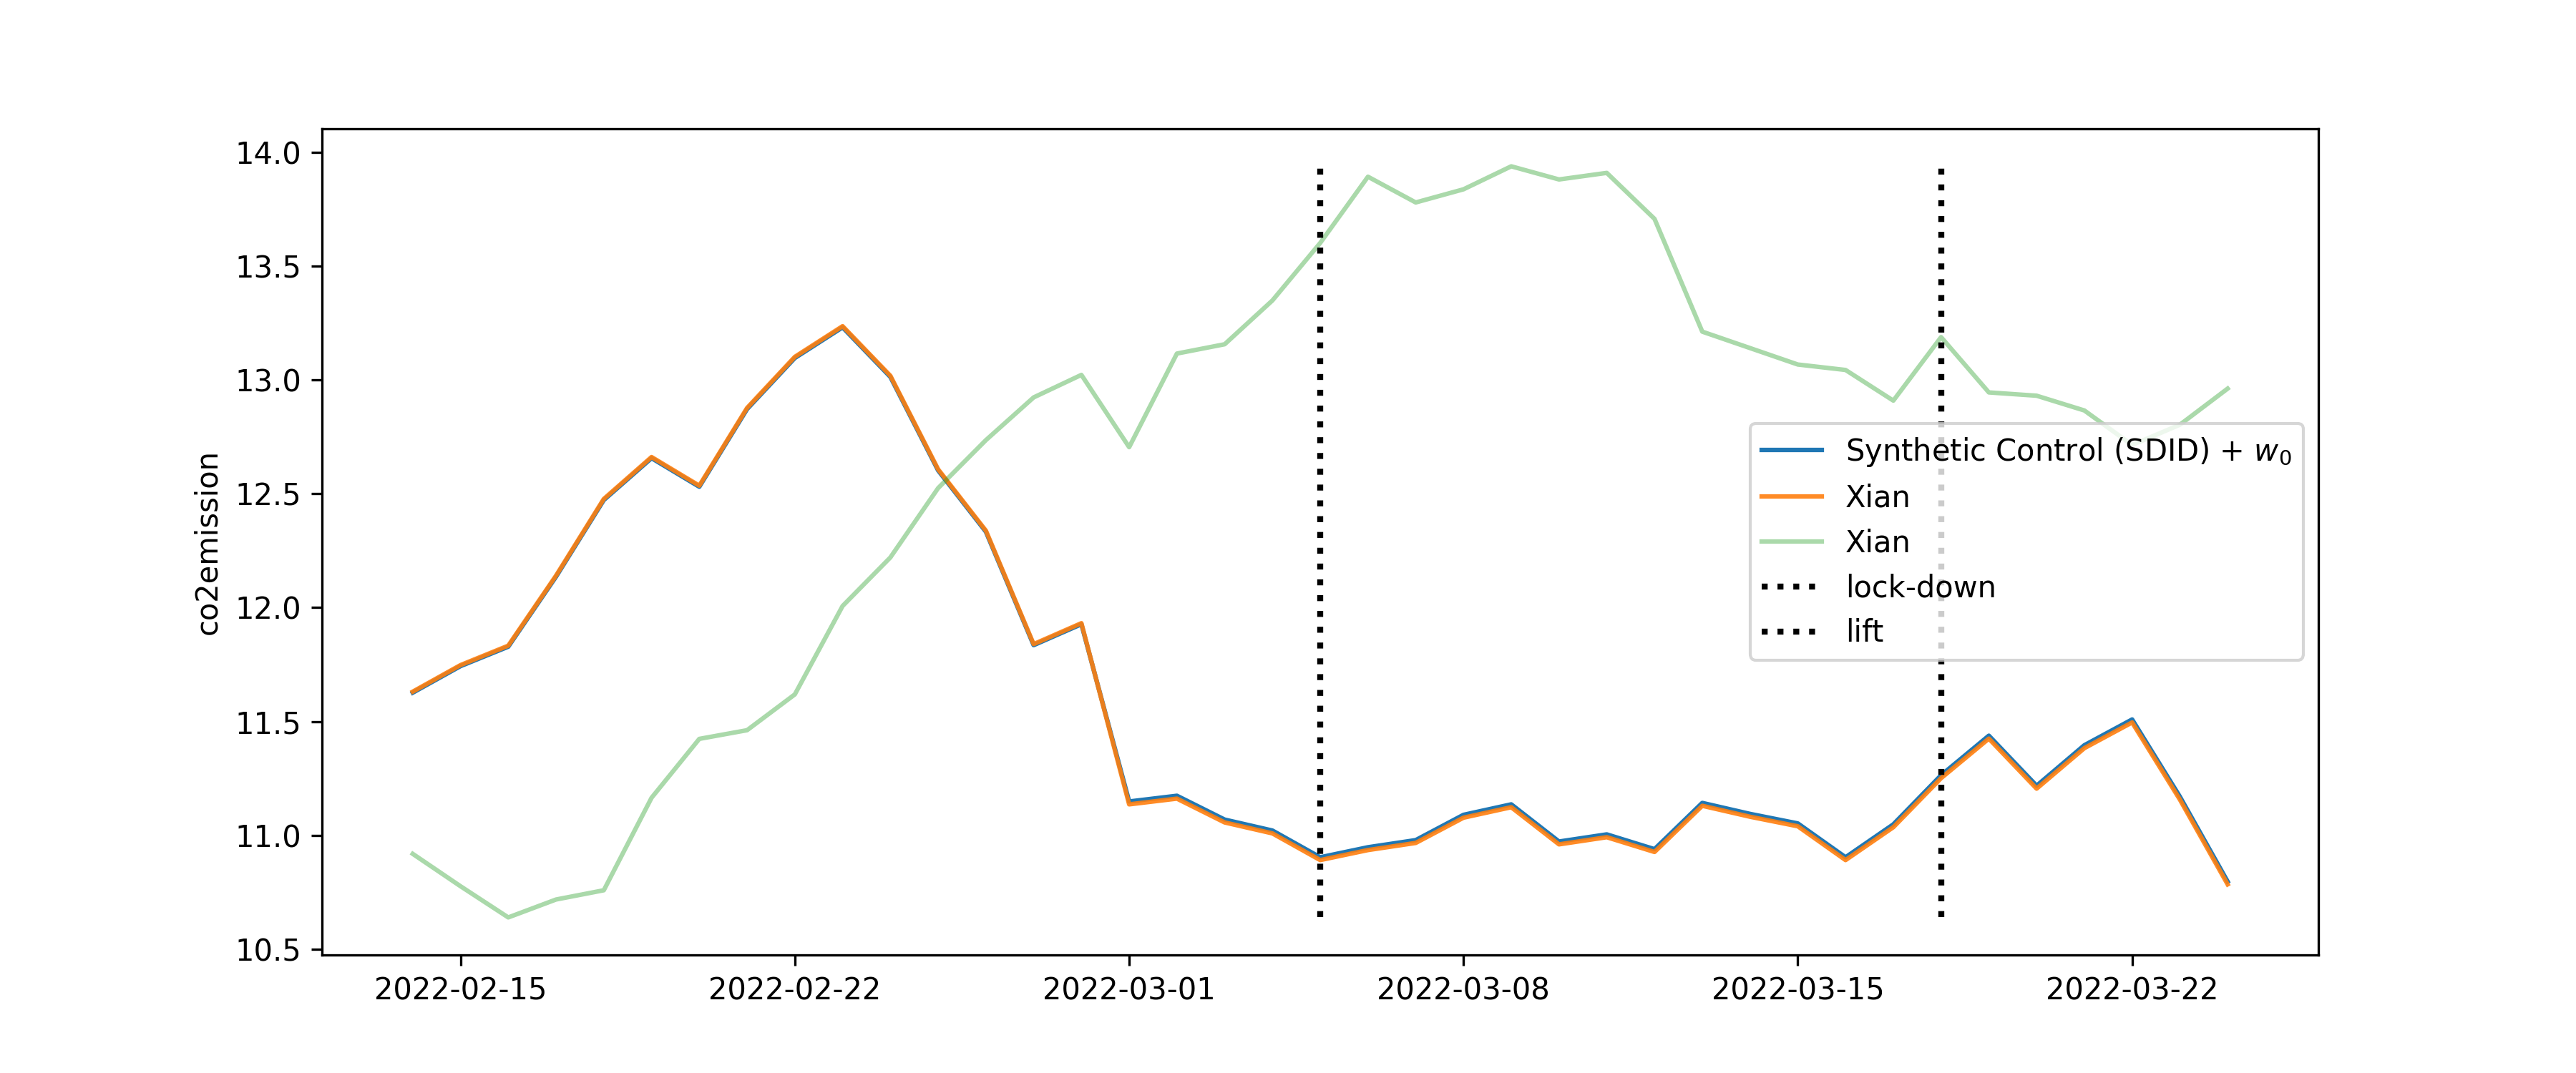 14.0
13.5
13.0
12.5
12.0
11.5
11.0
10.5
co2emission
Synthetic Control (SDID) + w₀
Xian
Xian
lock-down
lift
2022-02-15 2022-02-22 2022-03-01 2022-03-08 2022-03-15 2022-03-22